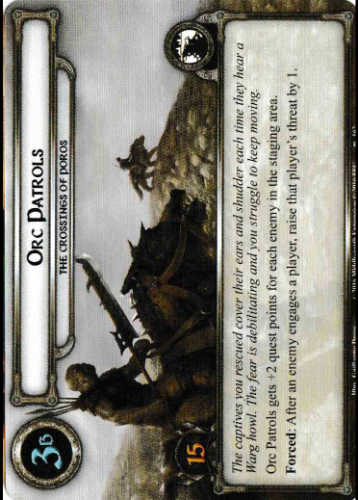 3B
ORC PATROLS
THE CROSSINGS OF POROS
15
The captives you rescued cover their ears and shudder each time they hear a
Warg howl. The fear is debilitating and you struggle to keep moving.
Orc Patrols gets +2 quest points for each enemy in the staging area.
Forced: After an enemy engages a player, raise that player's threat by 1.